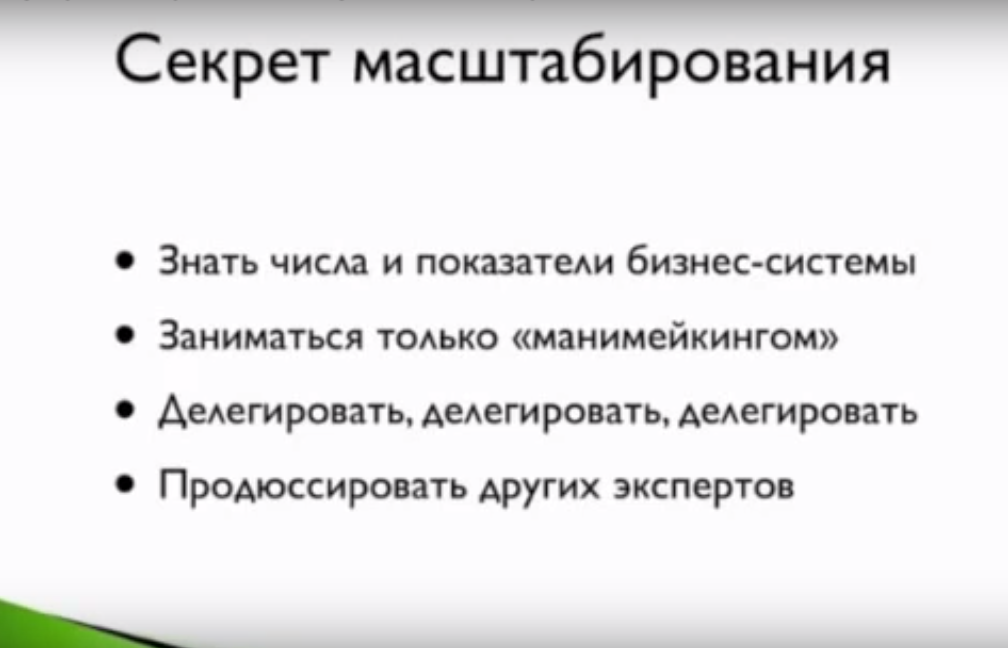 Секрет масштабирования
• Знать числа и показатели бизнес-системы
• Заниматься только «манимейкингом»
• Делегировать, делегировать, делегировать
• Продюссировать других экспертов